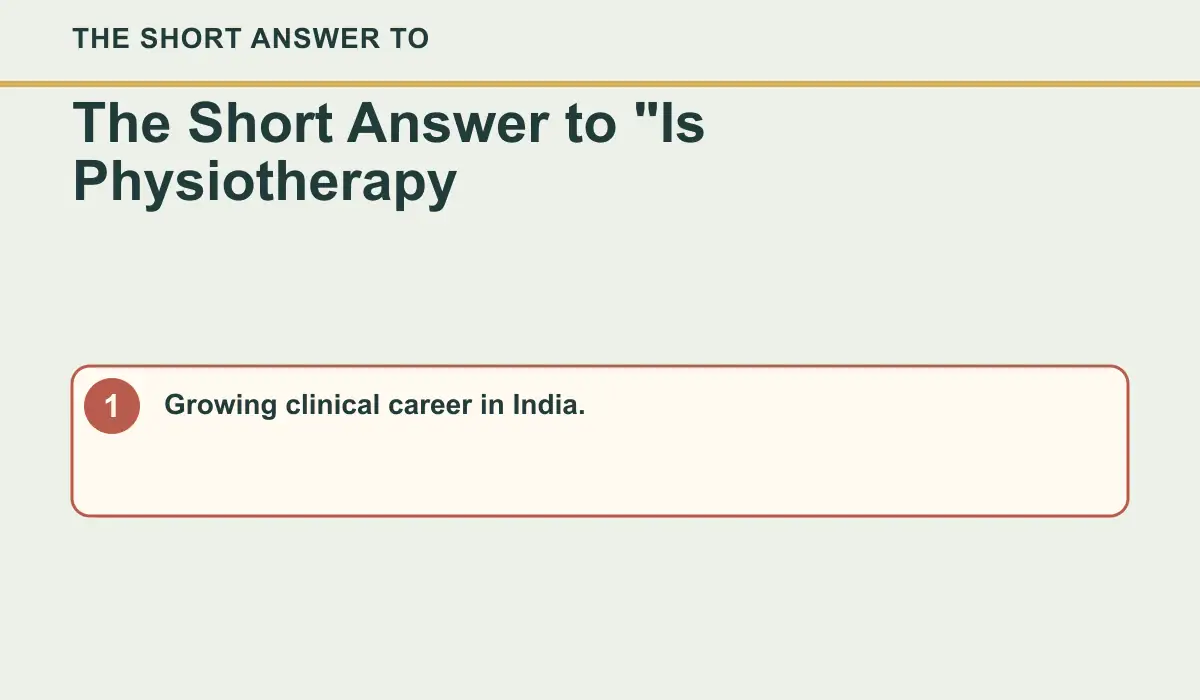 THE SHORT ANSWER TO
The Short Answer to "Is
Physiotherapy
1
Growing clinical career in India.